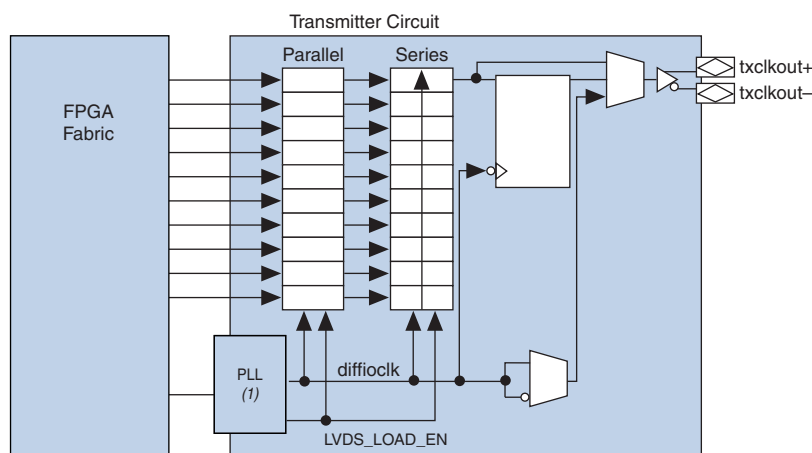 Transmitter Circuit
Parallel
Series
txclkout+
txclkout–
FPGA
Fabric
PLL
(1)
diffioclk
LVDS_LOAD_EN